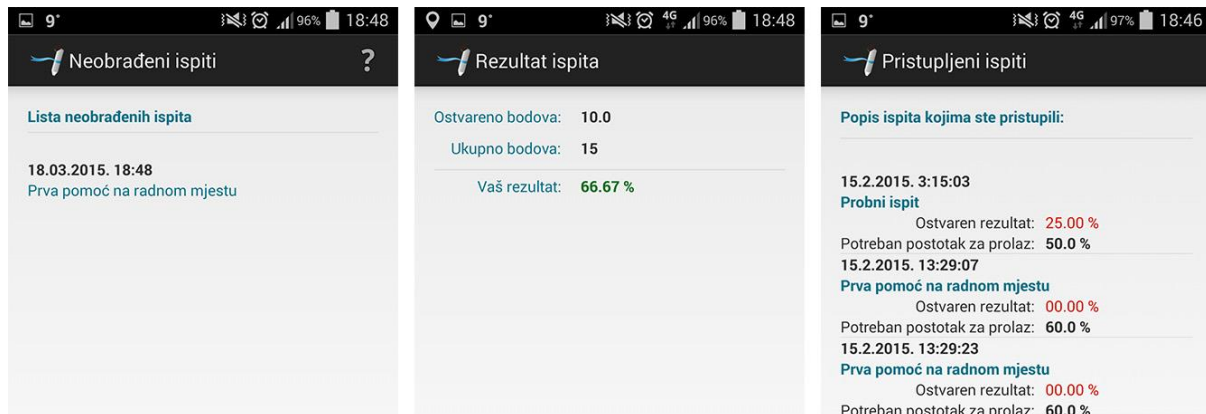 9°
96%
18:48
Neobrađeni ispiti
?
Lista neobrađenih ispita
18.03.2015. 18:48
Prva pomoć na radnom mjestu
9°
4G
96%
18:48
Rezultat ispita
Ostvareno bodova: 10.0
Ukupno bodova: 15
Vaš rezultat: 66.67 %
9°
4G
97%
18:46
Pristupljeni ispiti
Popis ispita kojima ste pristupili:
15.2.2015. 3:15:03
Probni ispit
Ostvaren rezultat: 25.00 %
Potreban postotak za prolaz: 50.0 %
15.2.2015. 13:29:07
Prva pomoć na radnom mjestu
Ostvaren rezultat: 00.00 %
Potreban postotak za prolaz: 60.0 %
15.2.2015. 13:29:23
Prva pomoć na radnom mjestu
Ostvaren rezultat: 00.00 %
Potreban postotak za prolaz: 60.0 %